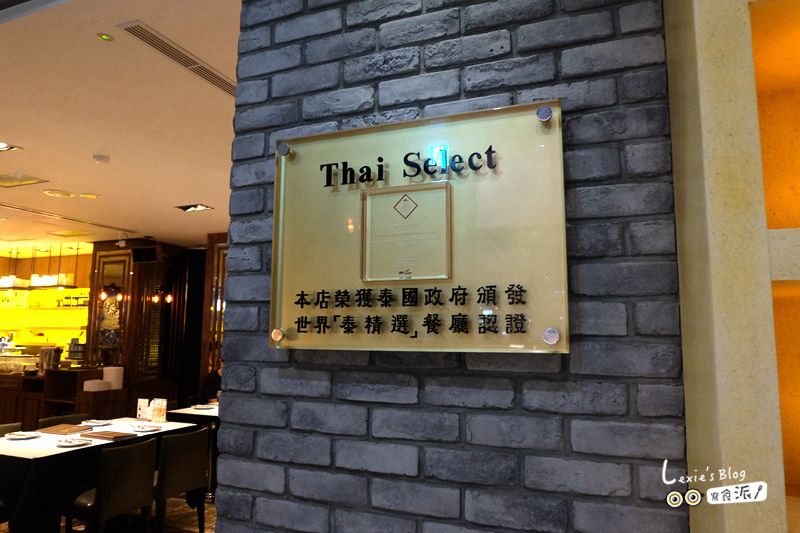 Thai Select
本店榮獲泰國政府頒發
世界「泰精選」餐廳認證
Lexie's Blog
寫食派!